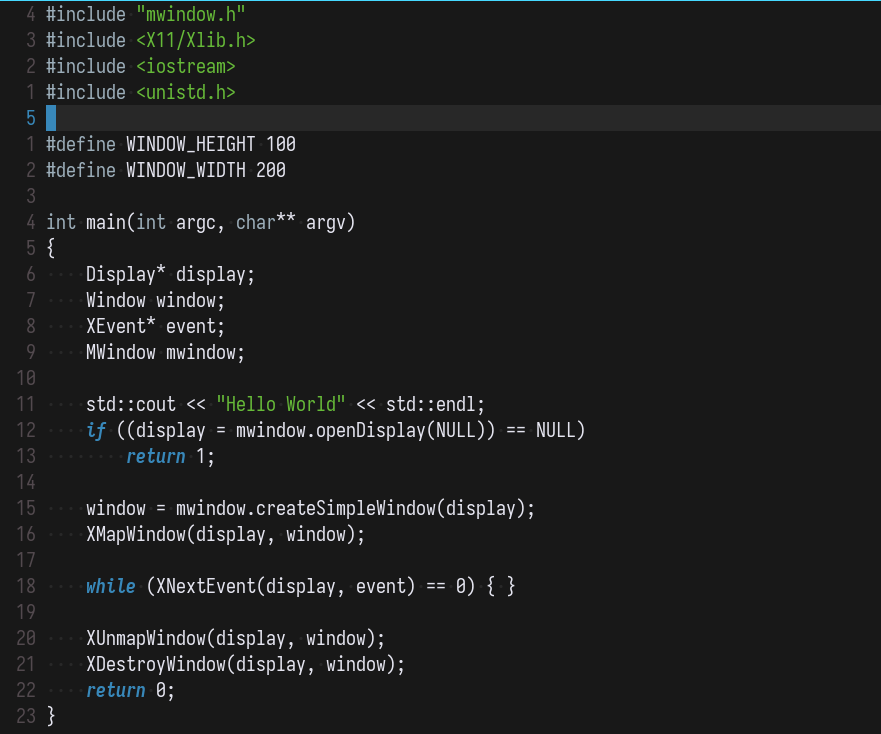 4 #include "mwindow.h"
3 #include <X11/Xlib.h>
2 #include <iostream>
1 #include <unistd.h>
5
1 #define WINDOW_HEIGHT 100
2 #define WINDOW_WIDTH 200
3
4 int main(int argc, char** argv)
5 {
6     Display* display;
7     Window window;
8     XEvent* event;
9     MWindow mwindow;
10
11     std::cout << "Hello World" << std::endl;
12     if ((display = mwindow.openDisplay(NULL)) == NULL)
13         return 1;
14
15     window = mwindow.createSimpleWindow(display);
16     XMapWindow(display, window);
17
18     while (XNextEvent(display, event) == 0) { }
19
20     XUnmapWindow(display, window);
21     XDestroyWindow(display, window);
22     return 0;
23 }